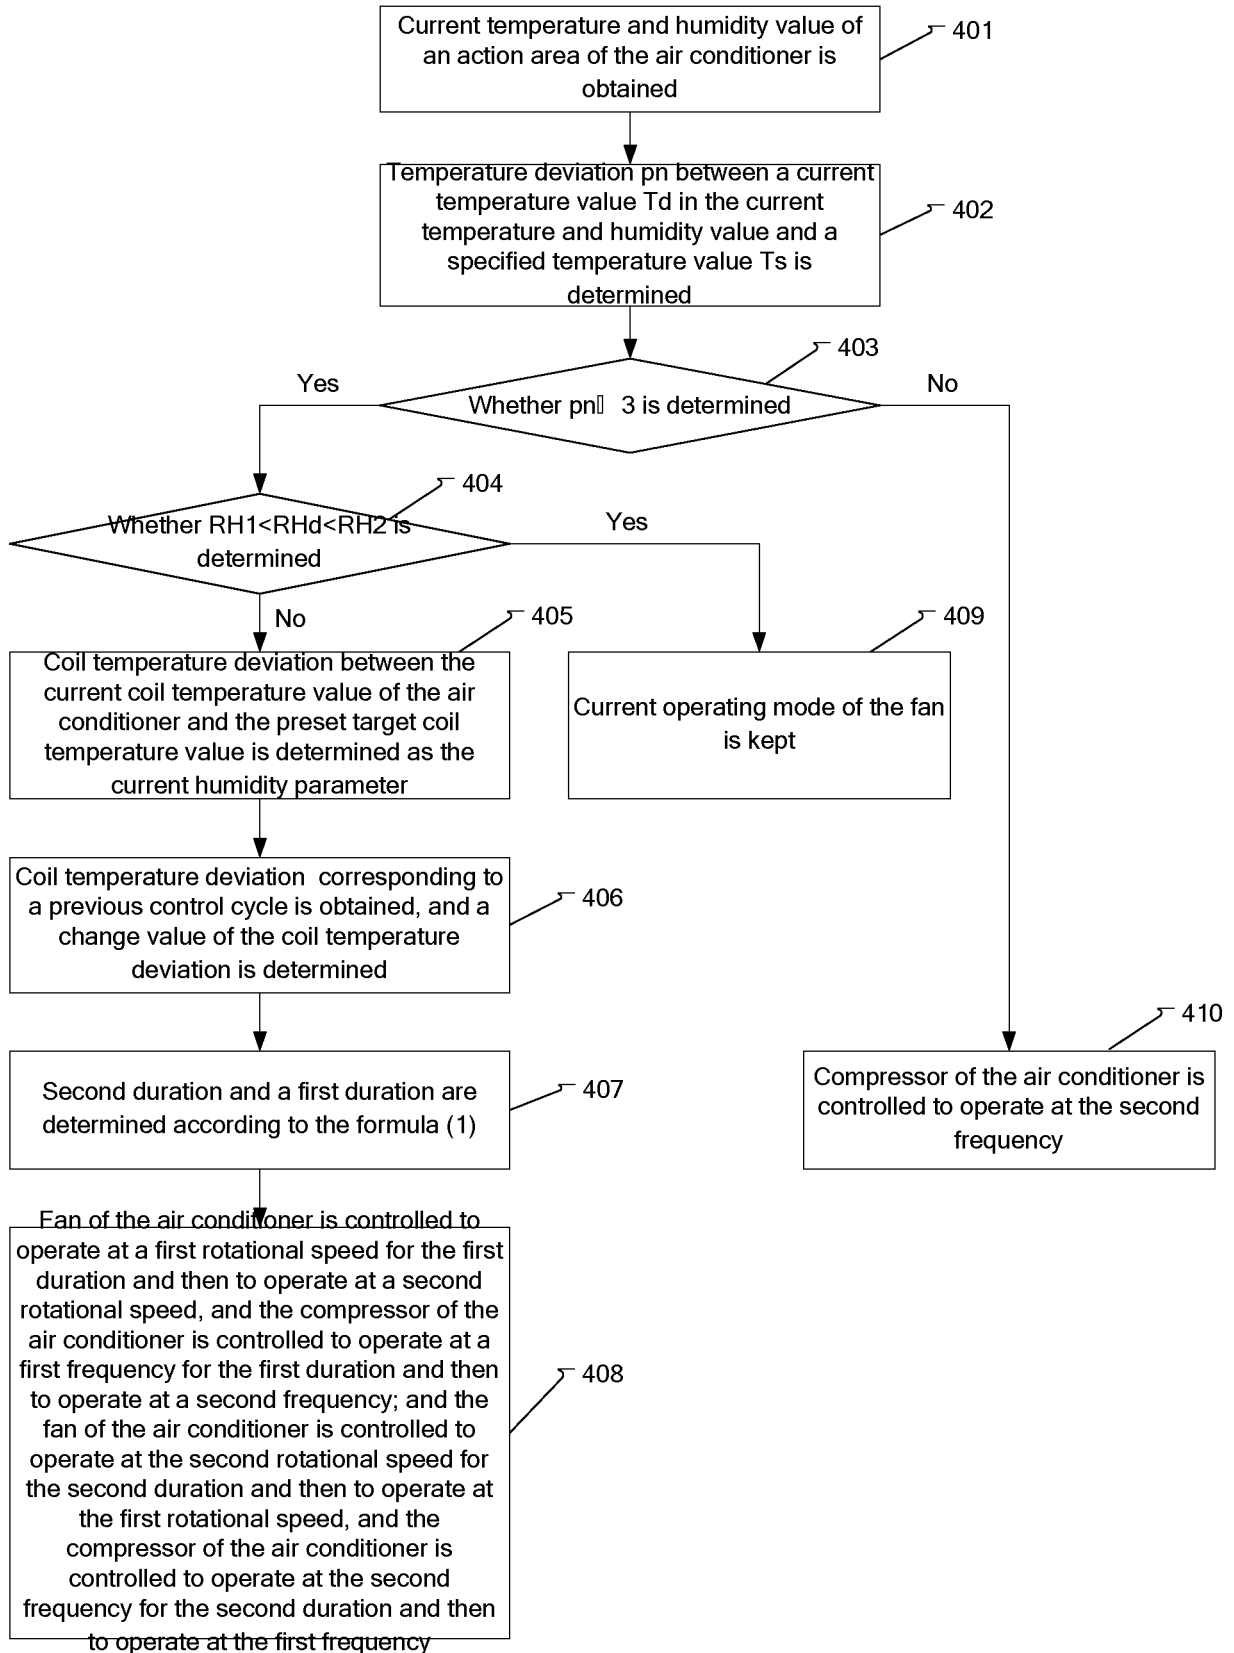 Current temperature and humidity value of
an action area of the air conditioner is
obtained
401
Temperature deviation pn between a current
temperature value Td in the current
temperature and humidity value and a
specified temperature value Ts is
determined
402
403
Yes
No
Whether pn▯ 3 is determined
404
Whether RH1<RHd<RH2 is
determined
Yes
No
405
409
Coil temperature deviation between the
current coil temperature value of the air
conditioner and the preset target coil
temperature value is determined as the
current humidity parameter
Current operating mode of the fan
is kept
Coil temperature deviation corresponding to
a previous control cycle is obtained, and a
change value of the coil temperature
deviation is determined
406
410
Second duration and a first duration are
determined according to the formula (1)
407
Compressor of the air conditioner is
controlled to operate at the second
frequency
Fan of the air conditioner is controlled to
operate at a first rotational speed for the first
duration and then to operate at a second
rotational speed, and the compressor of the
air conditioner is controlled to operate at a
first frequency for the first duration and then
to operate at a second frequency; and the
fan of the air conditioner is controlled to
operate at the second rotational speed for
the second duration and then to operate at
the first rotational speed, and the
compressor of the air conditioner is
controlled to operate at the second
frequency for the second duration and then
to operate at the first frequency
408